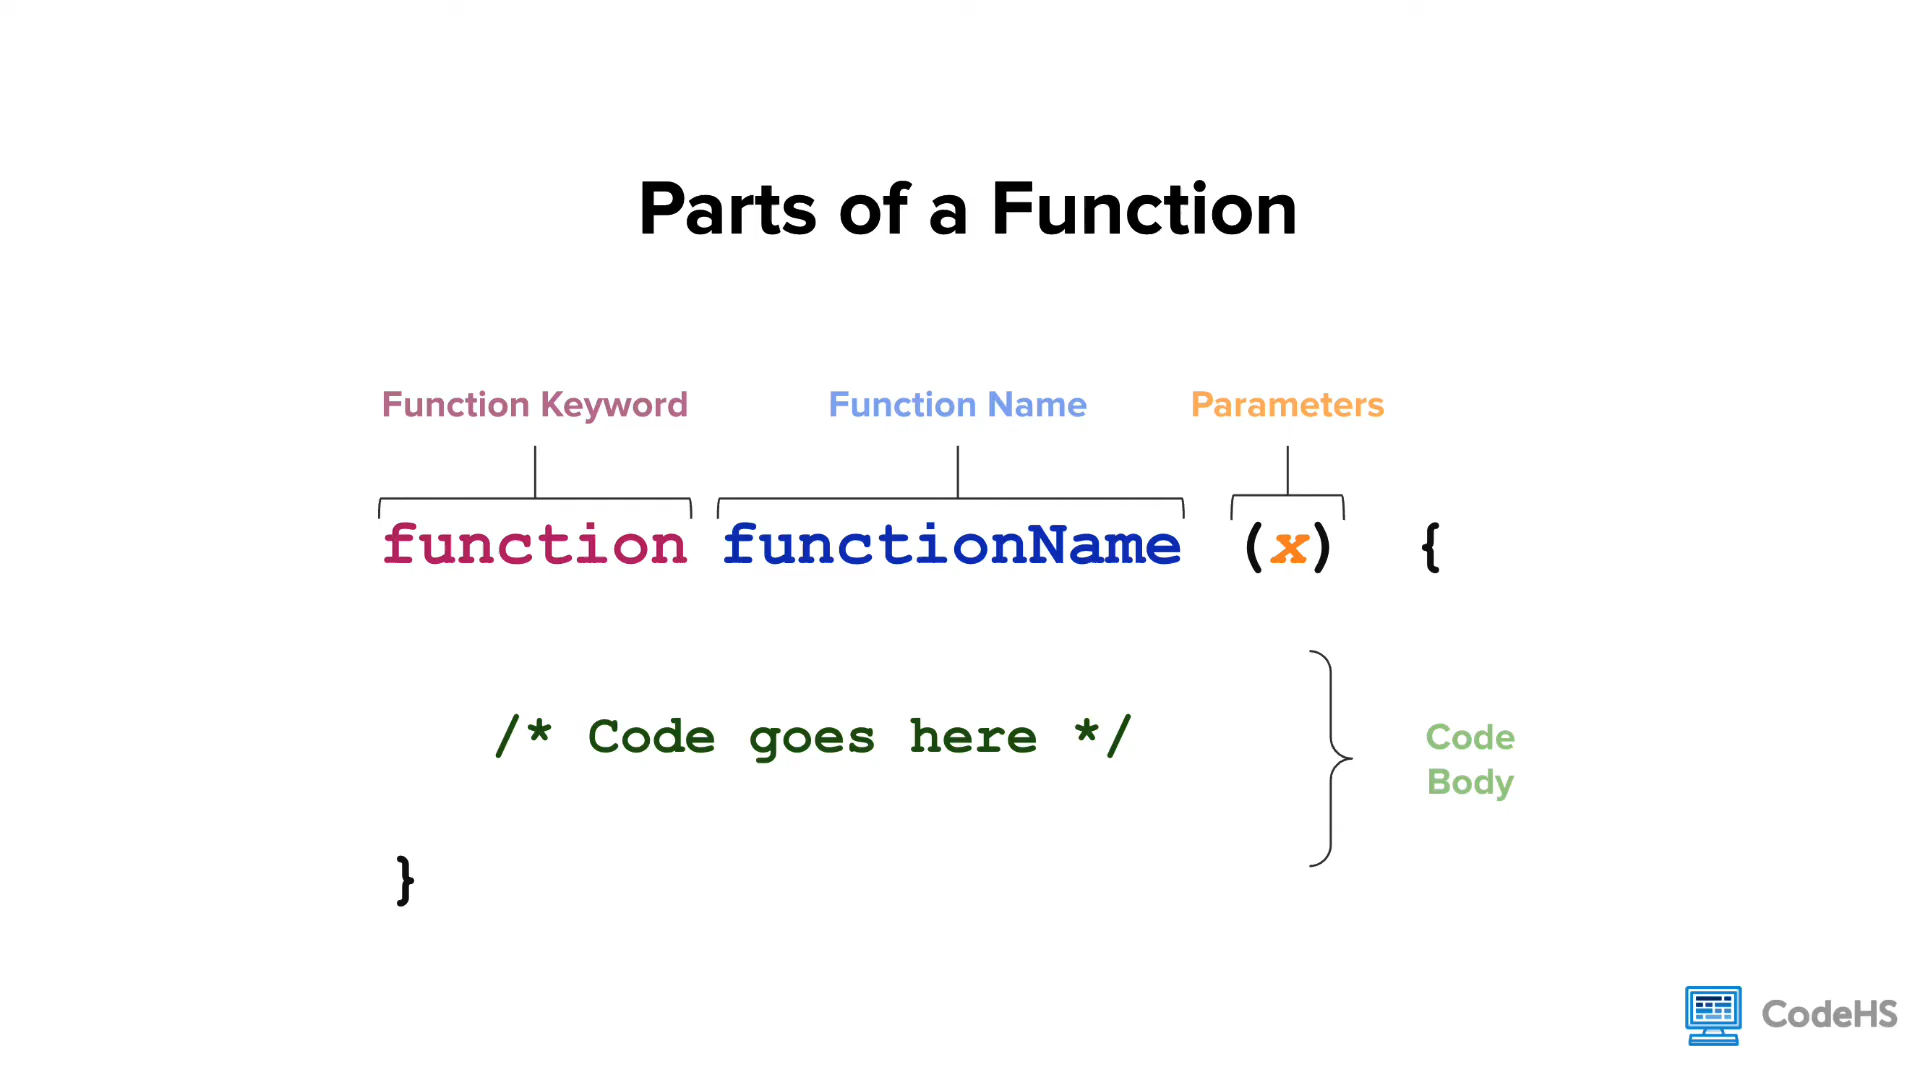 Parts of a Function
Function Keyword Function Name Parameters
function functionName (x) {
/* Code goes here */
Code
Body
}
CodeHS